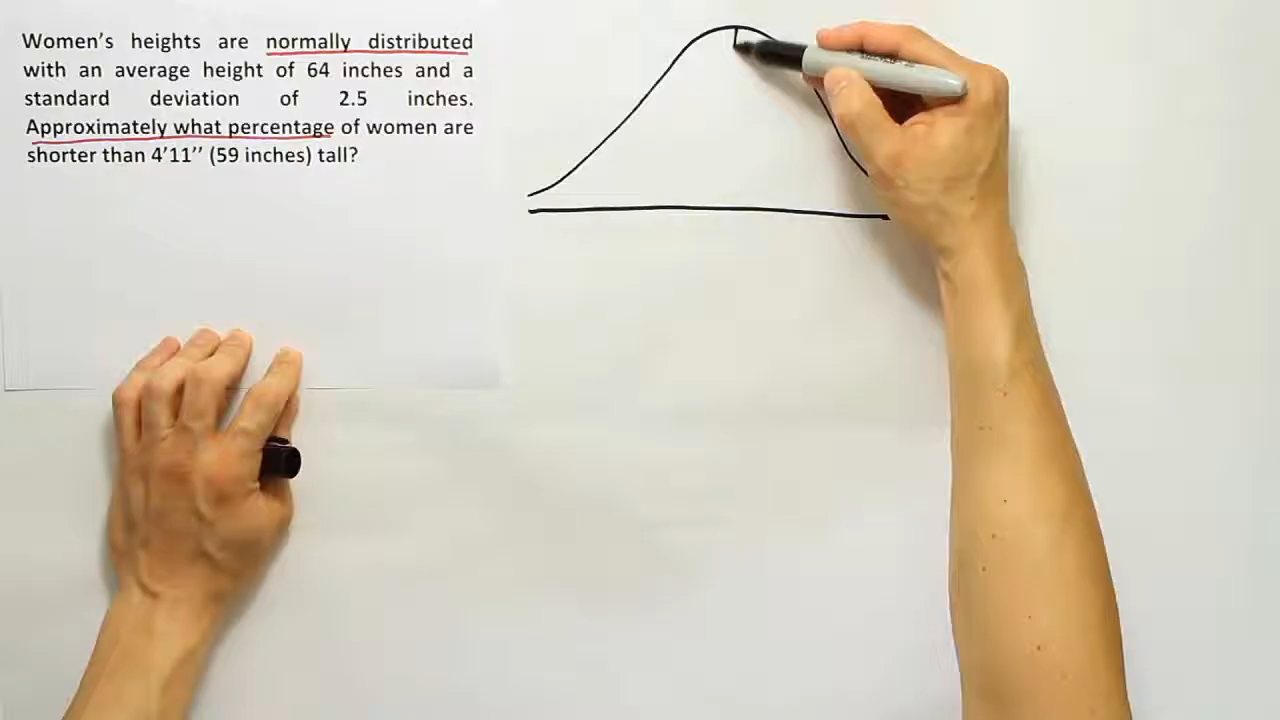 Women’s heights are normally distributed
with an average height of 64 inches and a
standard deviation of 2.5 inches.
Approximately what percentage of women are
shorter than 4’11’’ (59 inches) tall?